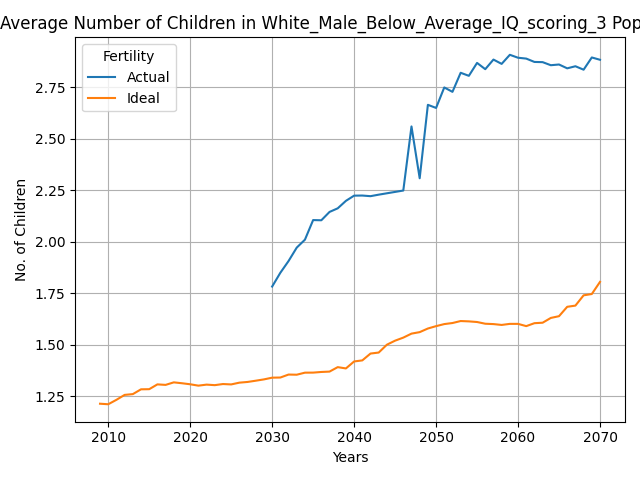 Average Number of Children in White_Male_Below_Average_IQ_scoring_3 Pop
Fertility
Actual
Ideal
No. of Children
2.75
2.50
2.25
2.00
1.75
1.50
1.25
2010 2020 2030 2040 2050 2060 2070
Years